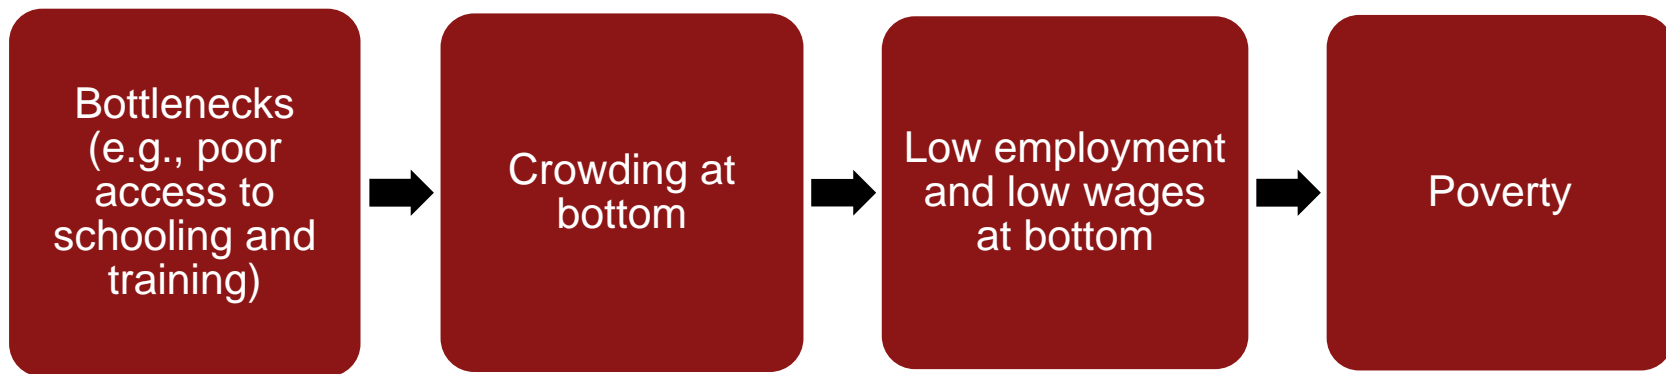 Bottlenecks
(e.g., poor
access to
schooling and
training)
Crowding at
bottom
Low employment
and low wages
at bottom
Poverty